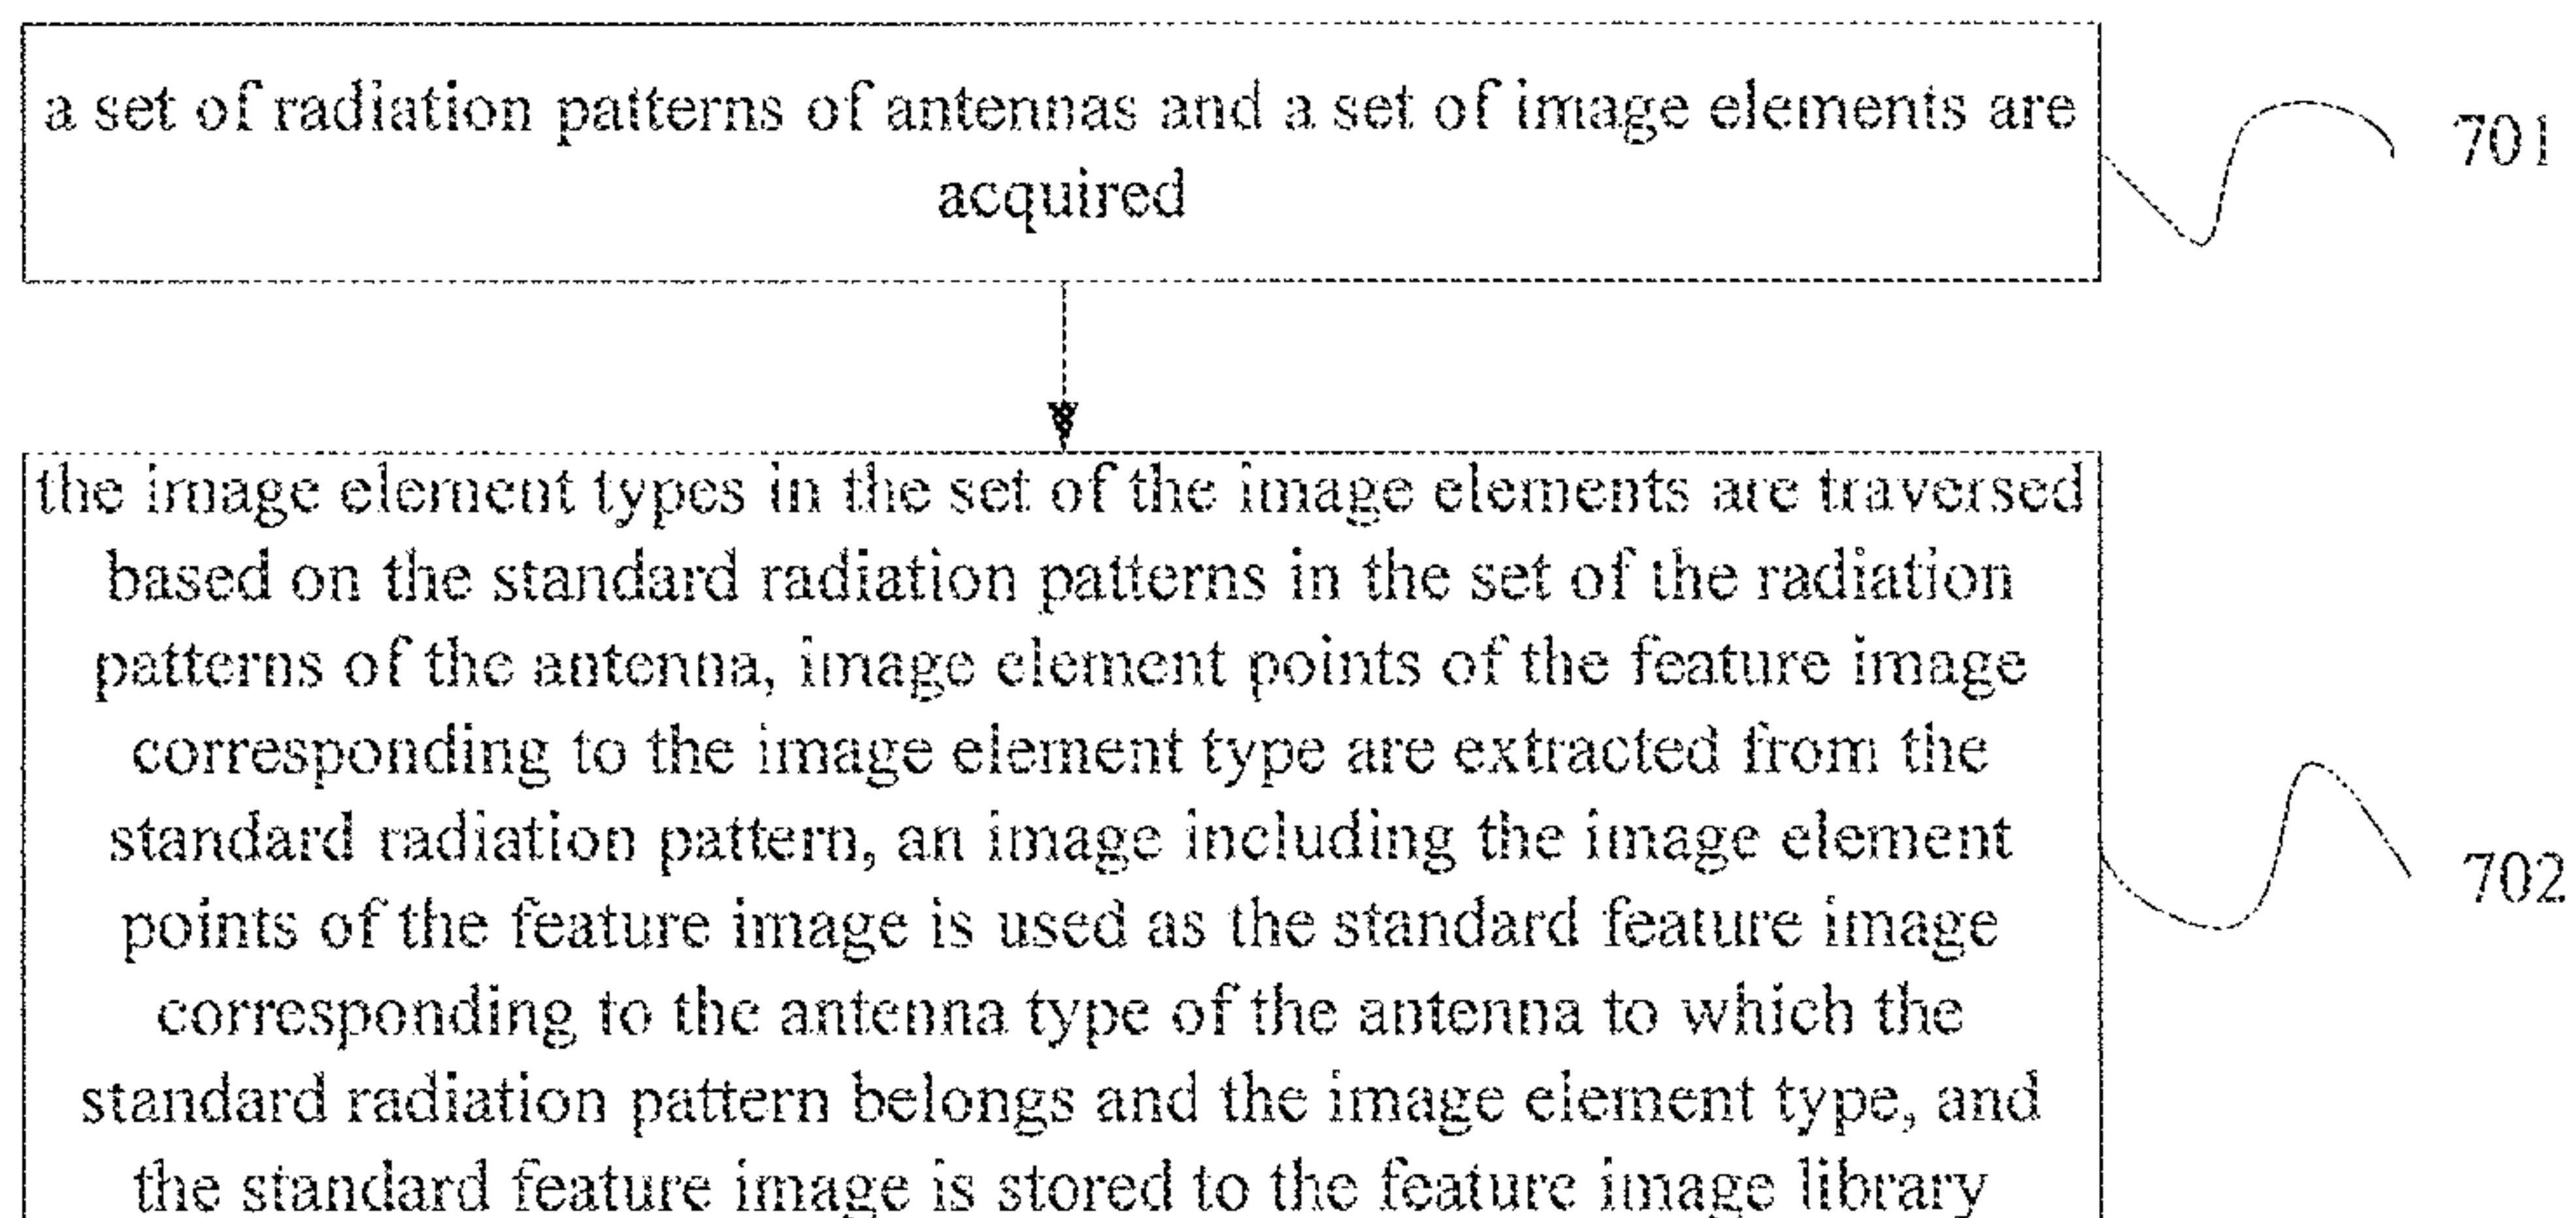 a set of radiation patterns of antennas and a set of image elements are
acquired
701
the image element types in the set of the image elements are traversed
based on the standard radiation patterns in the set of the radiation
patterns of the antenna, image element points of the feature image
corresponding to the image element type are extracted from the
standard radiation pattern, an image including the image element
points of the feature image is used as the standard feature image
corresponding to the antenna type of the antenna to which the
standard radiation pattern belongs and the image element type, and
the standard feature image is stored to the feature image library
702